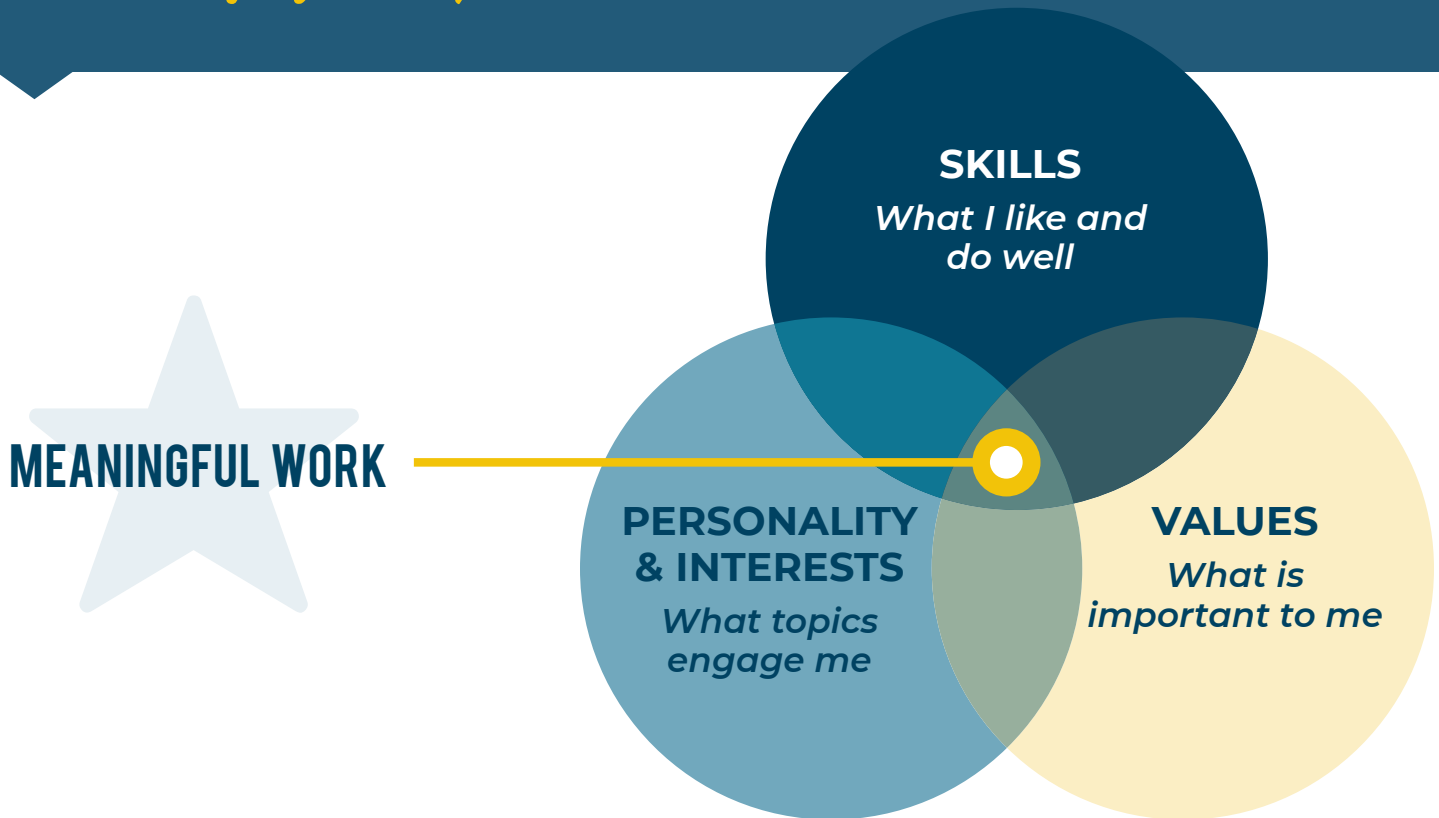 SKILLS
What I like and
do well
MEANINGFUL WORK
PERSONALITY
& INTERESTS
What topics
engage me
VALUES
What is
important to me